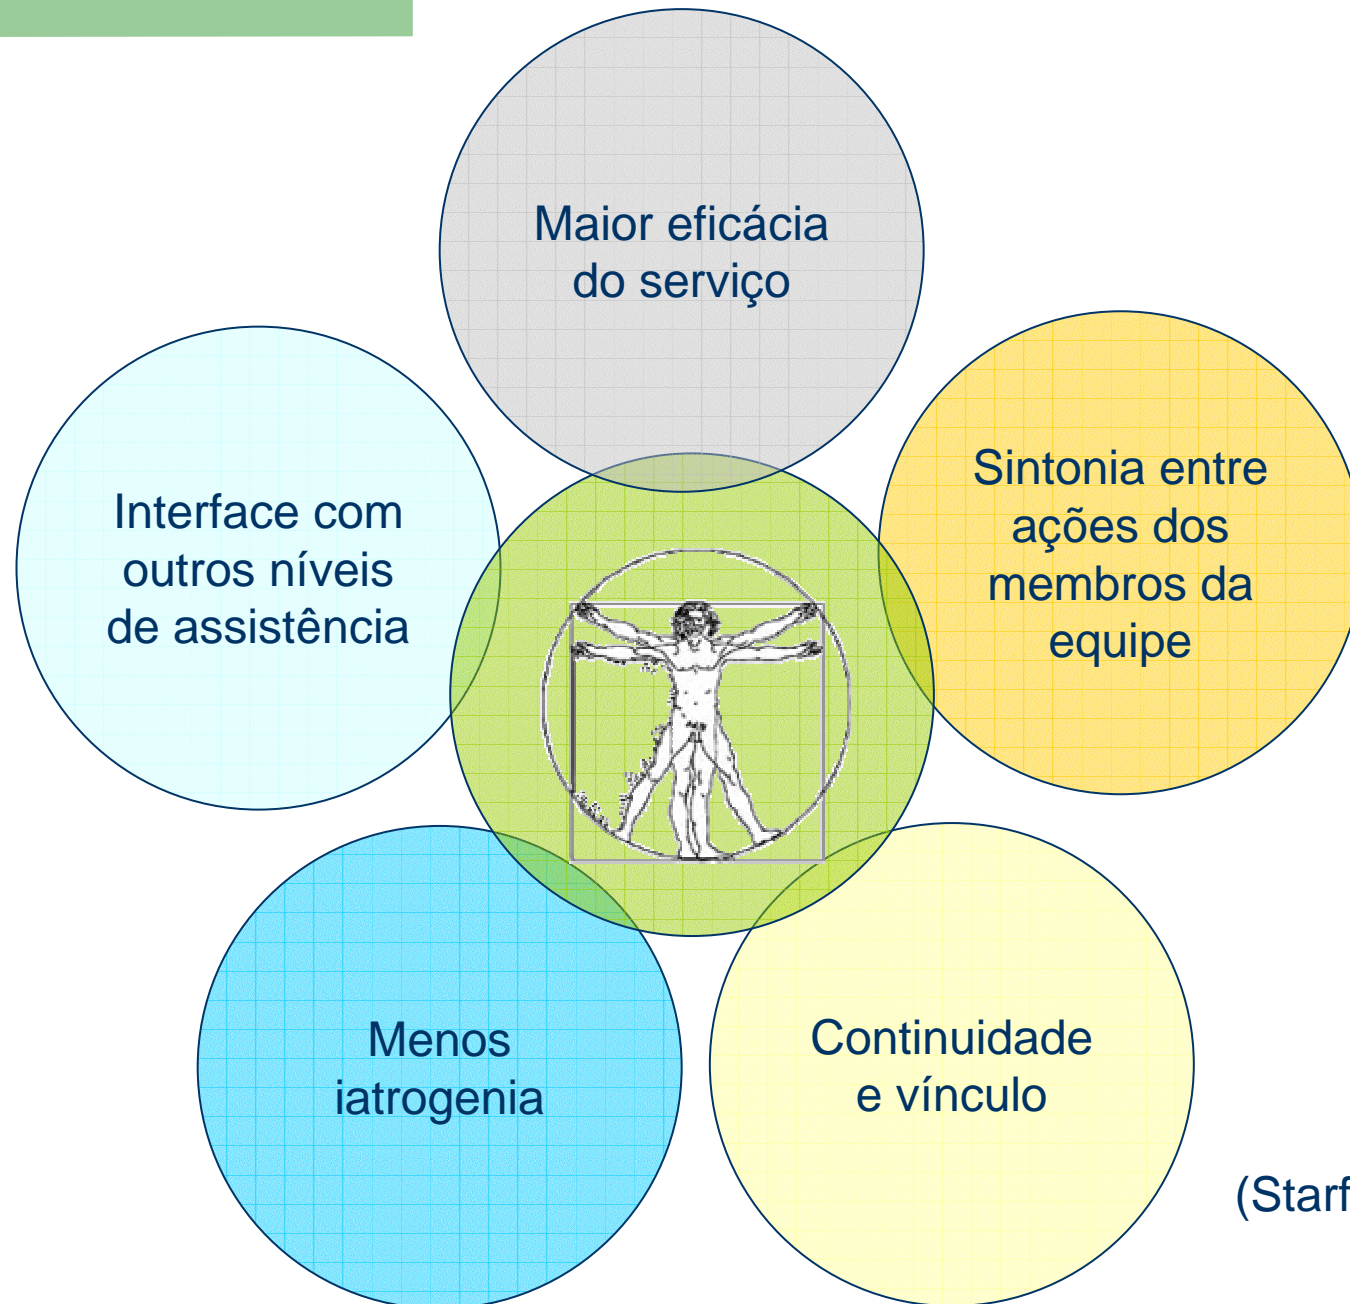 Maior eficácia
do serviço
Sintonia entre
ações dos
membros da
equipe
Interface com
outros níveis
de assistência
Menos
iatrogenia
Continuidade
e vínculo
(Starf